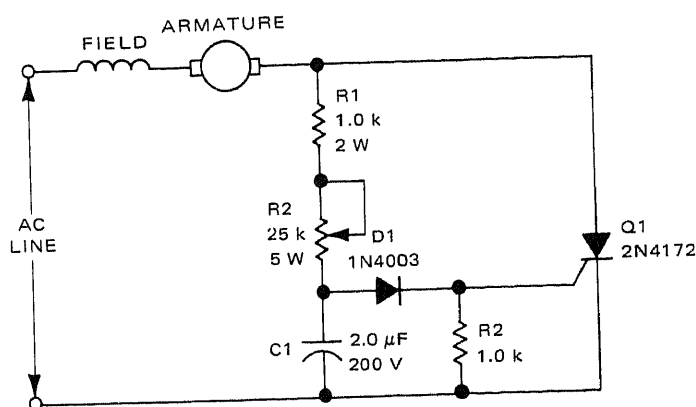 FIELD
ARMATURE
R1
1.0 k
2 W
R2
25 k
5 W
D1
1N4003
Q1
2N4172
AC
LINE
C1
2.0 µF
200 V
R2
1.0 k